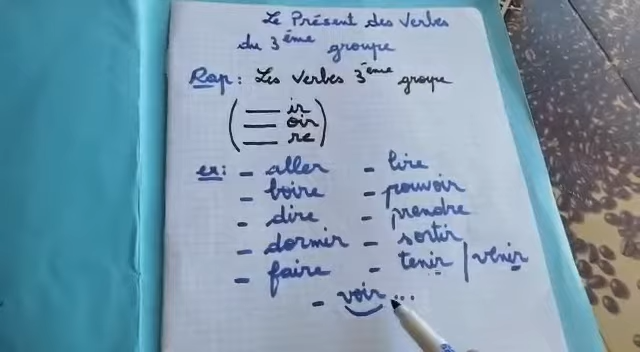 Le Présent des verbes
du 3ème groupe
Rap: Les verbes 3ème groupe
( — ir
— oir
— re )
ex: - aller - lire
- boire - pouvoir
- dire - prendre
- dormir - sortir
- faire - tenir / venir
- voir ...